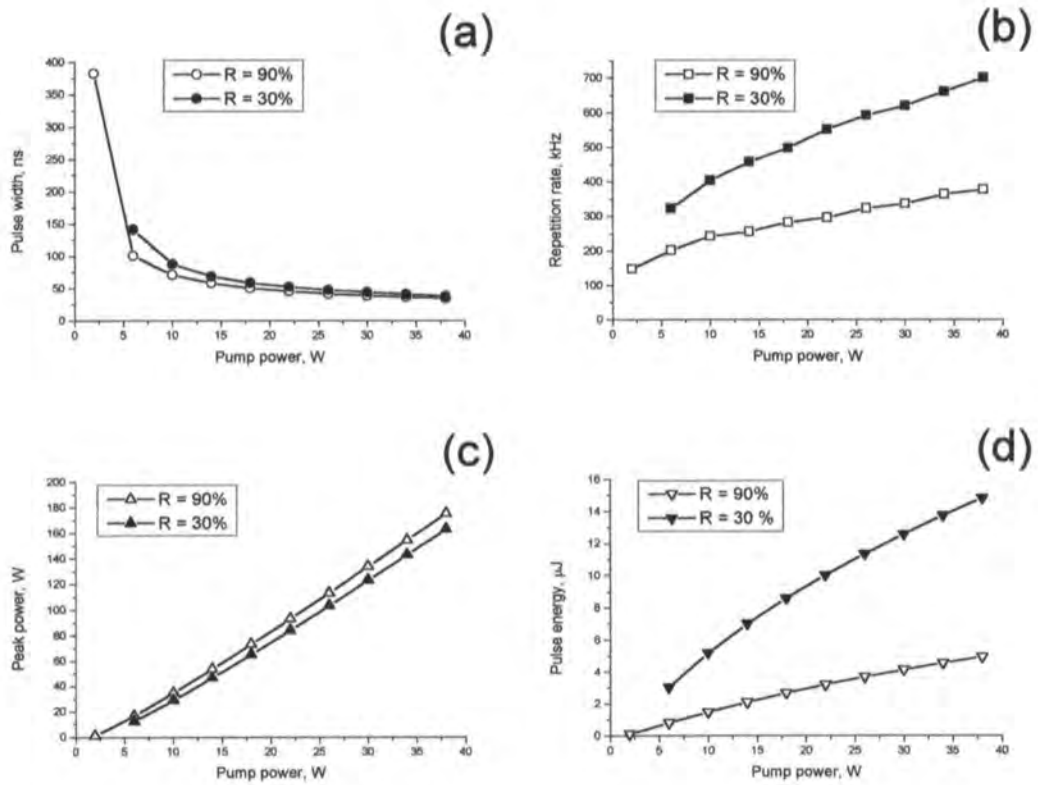 (a)
R = 90%
R = 30%
400
350
300
250
200
150
100
50
0
Pulse width, ns
0 5 10 15 20 25 30 35 40
Pump power, W
(b)
R = 90%
R = 30%
700
600
500
400
300
200
100
0
Repetition rate, kHz
0 5 10 15 20 25 30 35 40
Pump power, W
(c)
R = 90%
R = 30%
200
180
160
140
120
100
80
60
40
20
0
Peak power, W
0 5 10 15 20 25 30 35 40
Pump power, W
(d)
R = 90%
R = 30 %
16
14
12
10
8
6
4
2
0
Pulse energy, μJ
0 5 10 15 20 25 30 35 40
Pump power, W